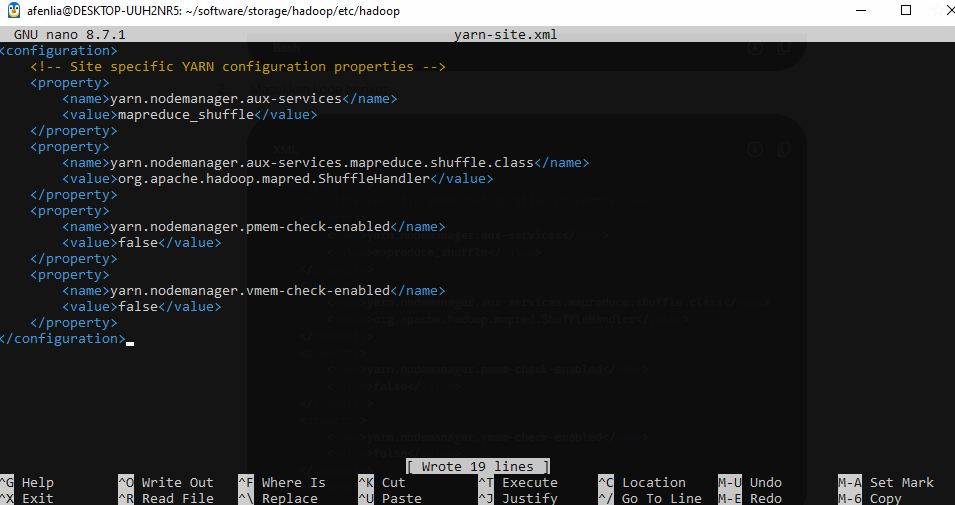 afenlia@DESKTOP-UUH2NR5: ~/software/storage/hadoop/etc/hadoop
GNU nano 8.7.1 yarn-site.xml
<configuration>
    <!-- Site specific YARN configuration properties -->
    <property>
        <name>yarn.nodemanager.aux-services</name>
        <value>mapreduce_shuffle</value>
    </property>
    <property>
        <name>yarn.nodemanager.aux-services.mapreduce.shuffle.class</name>
        <value>org.apache.hadoop.mapred.ShuffleHandler</value>
    </property>
    <property>
        <name>yarn.nodemanager.pmem-check-enabled</name>
        <value>false</value>
    </property>
    <property>
        <name>yarn.nodemanager.vmem-check-enabled</name>
        <value>false</value>
    </property>
</configuration>
[ Wrote 19 lines ]
^G Help ^O Write Out ^F Where Is ^K Cut ^T Execute ^C Location M-U Undo M-A Set Mark
^X Exit ^R Read File ^\ Replace ^U Paste ^J Justify ^/ Go To Line M-E Redo M-6 Copy